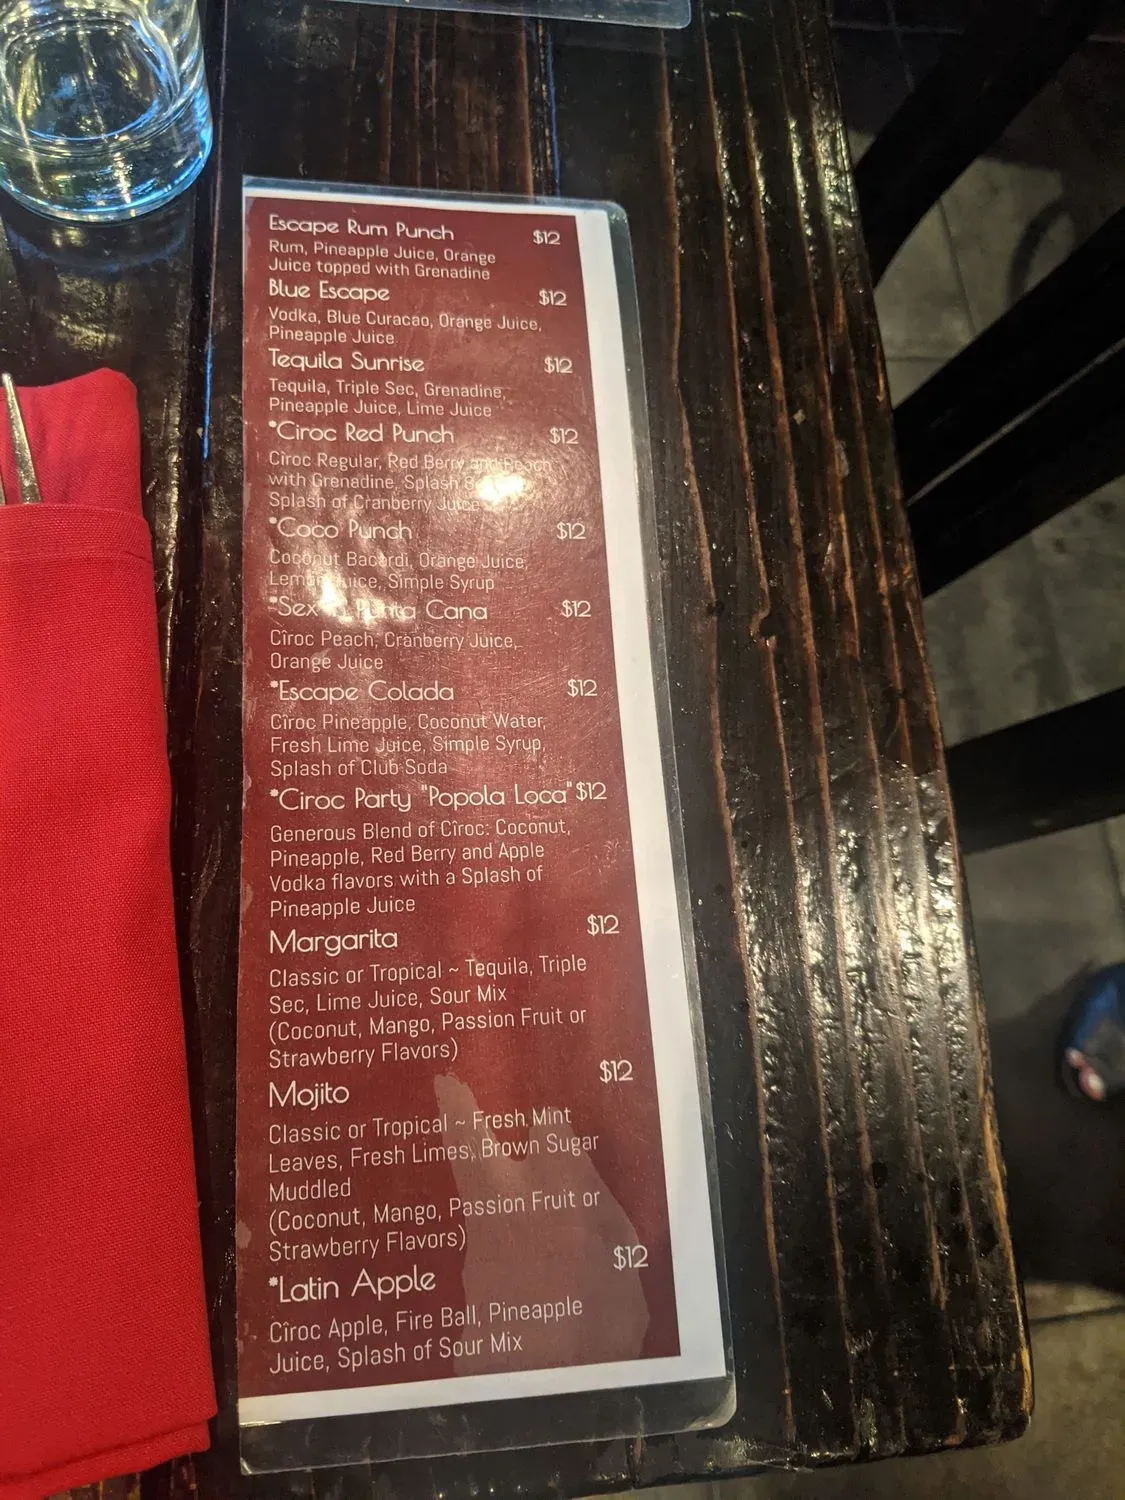 Escape Rum Punch $12
Rum, Pineapple Juice, Orange
Juice topped with Grenadine
Blue Escape $12
Vodka, Blue Curacao, Orange Juice,
Pineapple Juice
Tequila Sunrise $12
Tequila, Triple Sec, Grenadine,
Pineapple Juice, Lime Juice
*Ciroc Red Punch $12
Cîroc Regular, Red Berry and Peach
with Grenadine, Splash
Splash of Cranberry Juice
*Coco Punch $12
Coconut Bacardi, Orange Juice,
Lemon Juice, Simple Syrup
*Sex Punta Cana $12
Cîroc Peach, Cranberry Juice,
Orange Juice
*Escape Colada $12
Cîroc Pineapple, Coconut Water,
Fresh Lime Juice, Simple Syrup,
Splash of Club Soda
*Ciroc Party "Popola Loca" $12
Generous Blend of Cîroc: Coconut,
Pineapple, Red Berry and Apple
Vodka flavors with a Splash of
Pineapple Juice
Margarita $12
Classic or Tropical ~ Tequila, Triple
Sec, Lime Juice, Sour Mix
(Coconut, Mango, Passion Fruit or
Strawberry Flavors)
Mojito $12
Classic or Tropical ~ Fresh Mint
Leaves, Fresh Limes, Brown Sugar
Muddled
(Coconut, Mango, Passion Fruit or
Strawberry Flavors)
*Latin Apple $12
Cîroc Apple, Fire Ball, Pineapple
Juice, Splash of Sour Mix